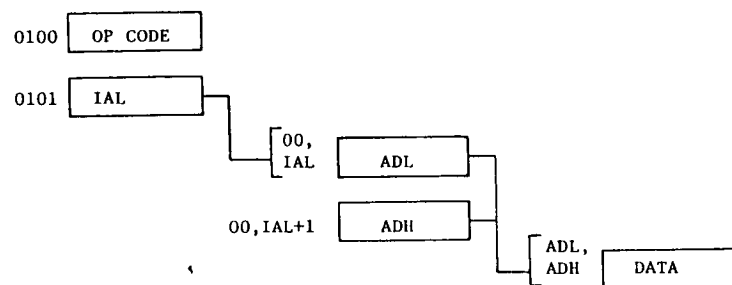 0100 OP CODE
0101 IAL
00,
IAL ADL
00,IAL+1 ADH
ADL,
ADH DATA